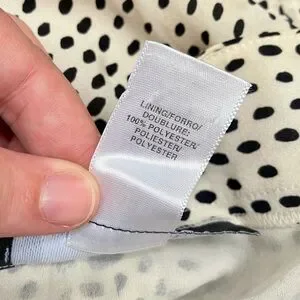 LINING/FORRO/
DOUBLURE:
100% POLYESTER/
POLIESTER/
POLYESTER